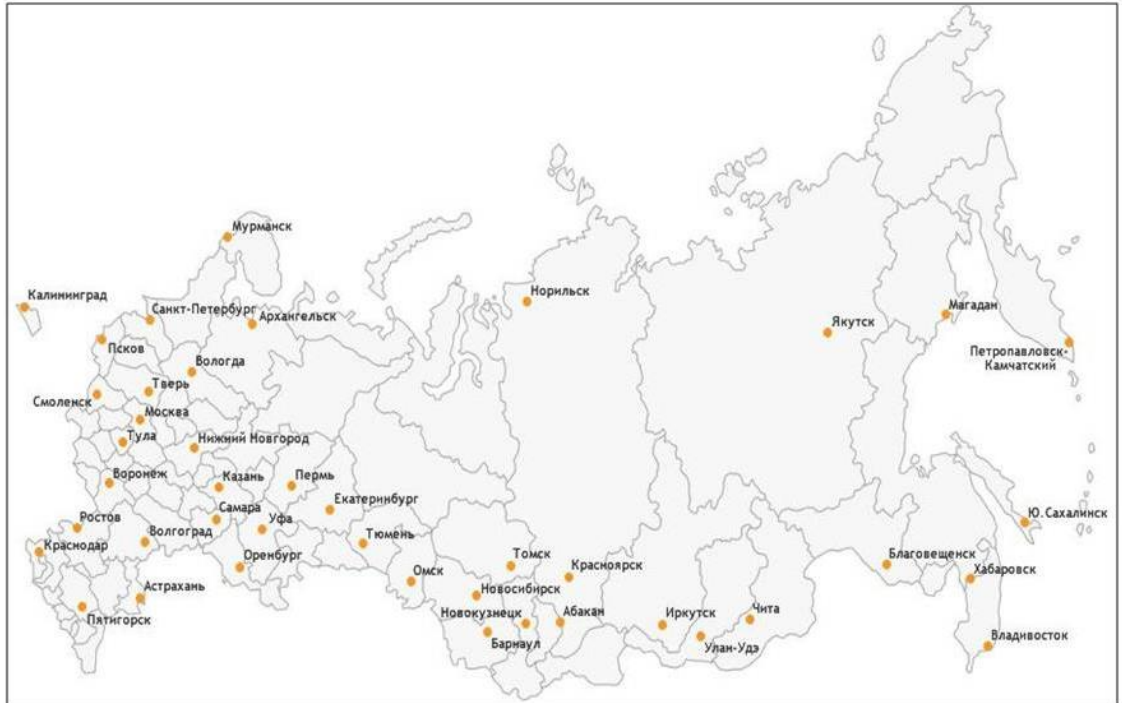 Мурманск
Калининград
Норильск
Санкт-Петербург
Архангельск
Магадан
Якутск
Псков
Петропавловск-
Камчатский
Вологда
Тверь
Смоленск
Москва
Тула
Нижний Новгород
Воронеж
Казань
Пермь
Екатеринбург
Самара
Ростов
Волгоград
Уфа
Тюмень
Ю.Сахалинск
Краснодар
Оренбург
Томск
Красноярск
Благовещенск
Омск
Хабаровск
Астрахань
Новосибирск
Пятигорск
Новокузнецк
Абакан
Иркутск
Чита
Барнаул
Улан-Удэ
Владивосток